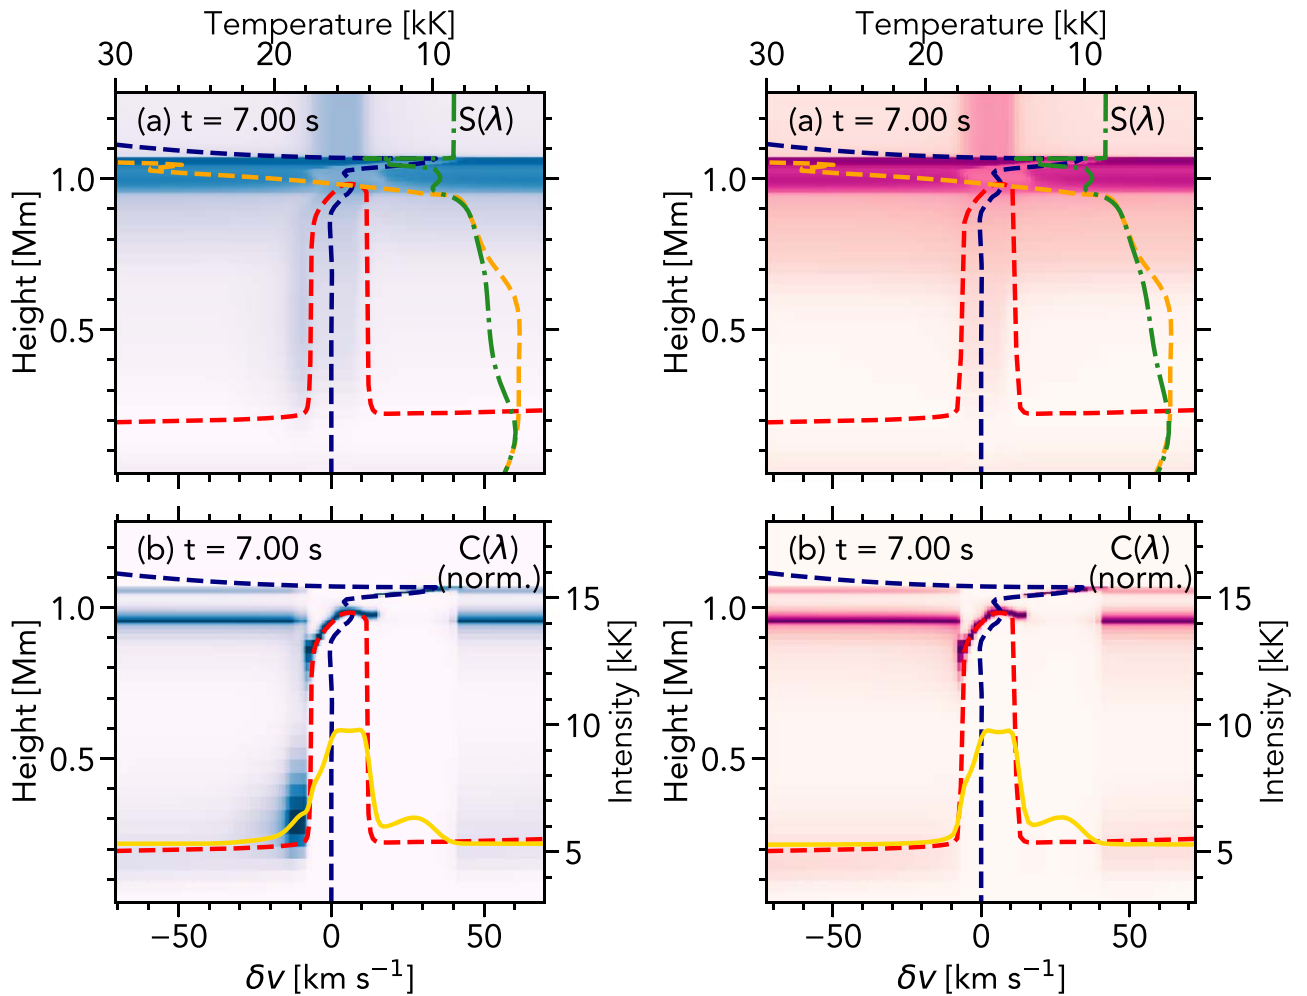 Temperature [kK]
30 20 10
(a) t = 7.00 s S(λ)
1.0
0.5
Height [Mm]
Temperature [kK]
30 20 10
(a) t = 7.00 s S(λ)
1.0
0.5
Height [Mm]
(b) t = 7.00 s C(λ)
(norm.)
1.0
0.5
Height [Mm]
15
10
5
Intensity [kK]
−50 0 50
δv [km s⁻¹]
(b) t = 7.00 s C(λ)
(norm.)
1.0
0.5
Height [Mm]
15
10
5
Intensity [kK]
−50 0 50
δv [km s⁻¹]